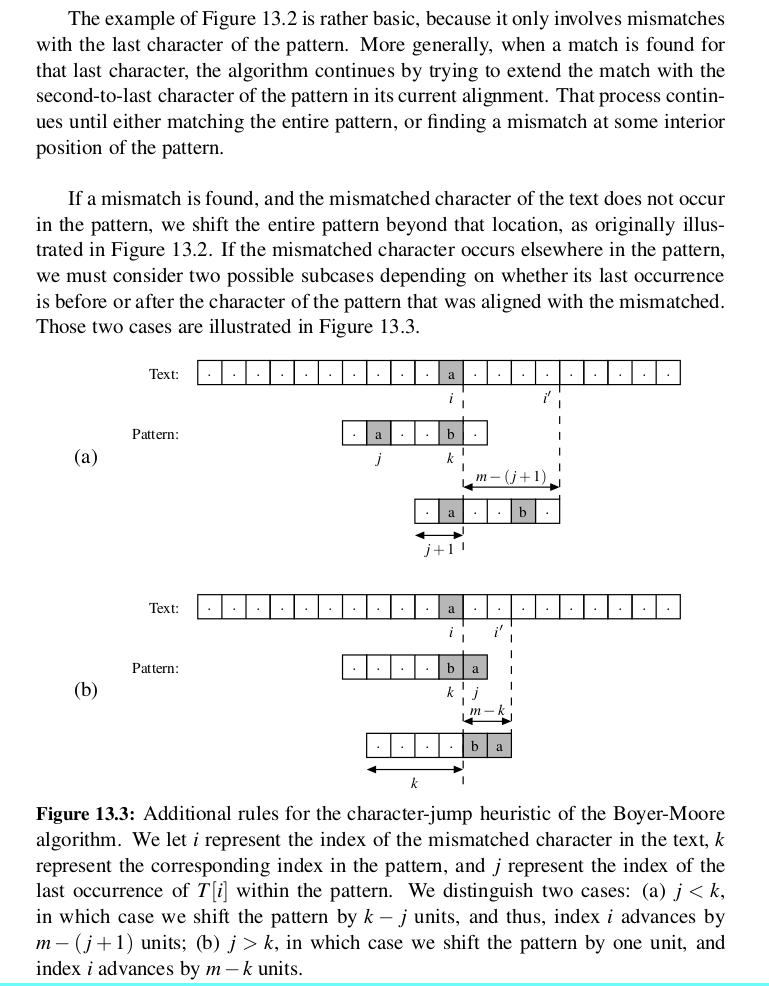 The example of Figure 13.2 is rather basic, because it only involves mismatches
with the last character of the pattern. More generally, when a match is found for
that last character, the algorithm continues by trying to extend the match with the
second-to-last character of the pattern in its current alignment. That process contin-
ues until either matching the entire pattern, or finding a mismatch at some interior
position of the pattern.
If a mismatch is found, and the mismatched character of the text does not occur
in the pattern, we shift the entire pattern beyond that location, as originally illus-
trated in Figure 13.2. If the mismatched character occurs elsewhere in the pattern,
we must consider two possible subcases depending on whether its last occurrence
is before or after the character of the pattern that was aligned with the mismatched.
Those two cases are illustrated in Figure 13.3.
Text: · · · · · · · · · · a · · · · · · · · ·
i i′
Pattern: · a · · b ·
(a) j k
m − (j+1)
· a · · b ·
j+1
Text: · · · · · · · · · · a · · · · · · · · ·
i i′
Pattern: · · · · b a
(b) k j
m − k
· · · · b a
k
Figure 13.3: Additional rules for the character-jump heuristic of the Boyer-Moore
algorithm. We let i represent the index of the mismatched character in the text, k
represent the corresponding index in the pattern, and j represent the index of the
last occurrence of T[i] within the pattern. We distinguish two cases: (a) j < k,
in which case we shift the pattern by k − j units, and thus, index i advances by
m − (j+1) units; (b) j > k, in which case we shift the pattern by one unit, and
index i advances by m − k units.